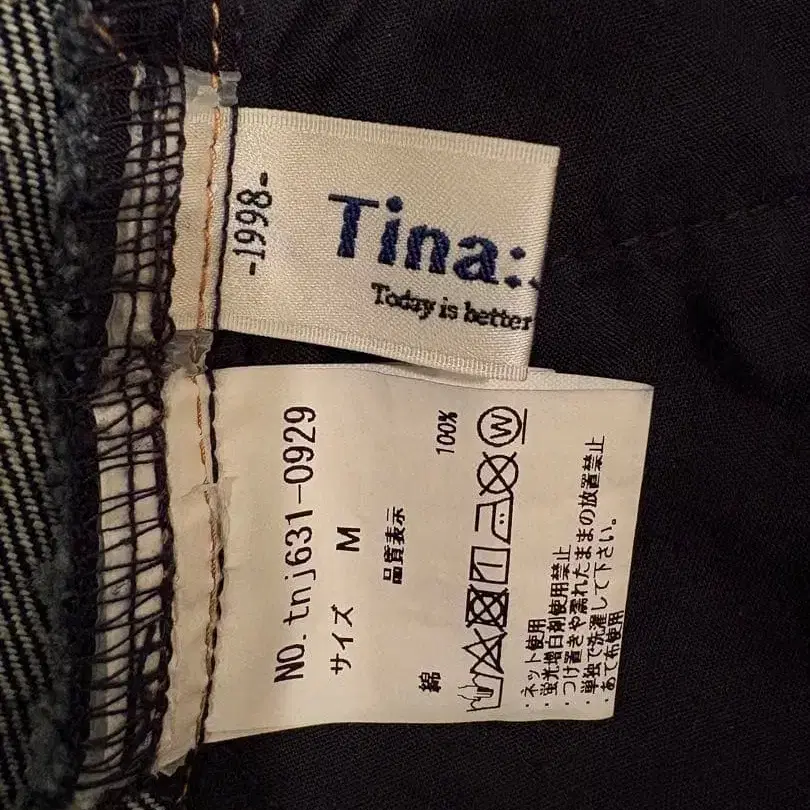 -1998-
Tina:
Today is better
NO.tnj631-0929
サイズ M
品質表示
綿 100%
・ネット使用
・蛍光増白剤使用禁止
・つけ置きや濡れたままの放置禁止
・単独で洗濯して下さい。
・あて布使用